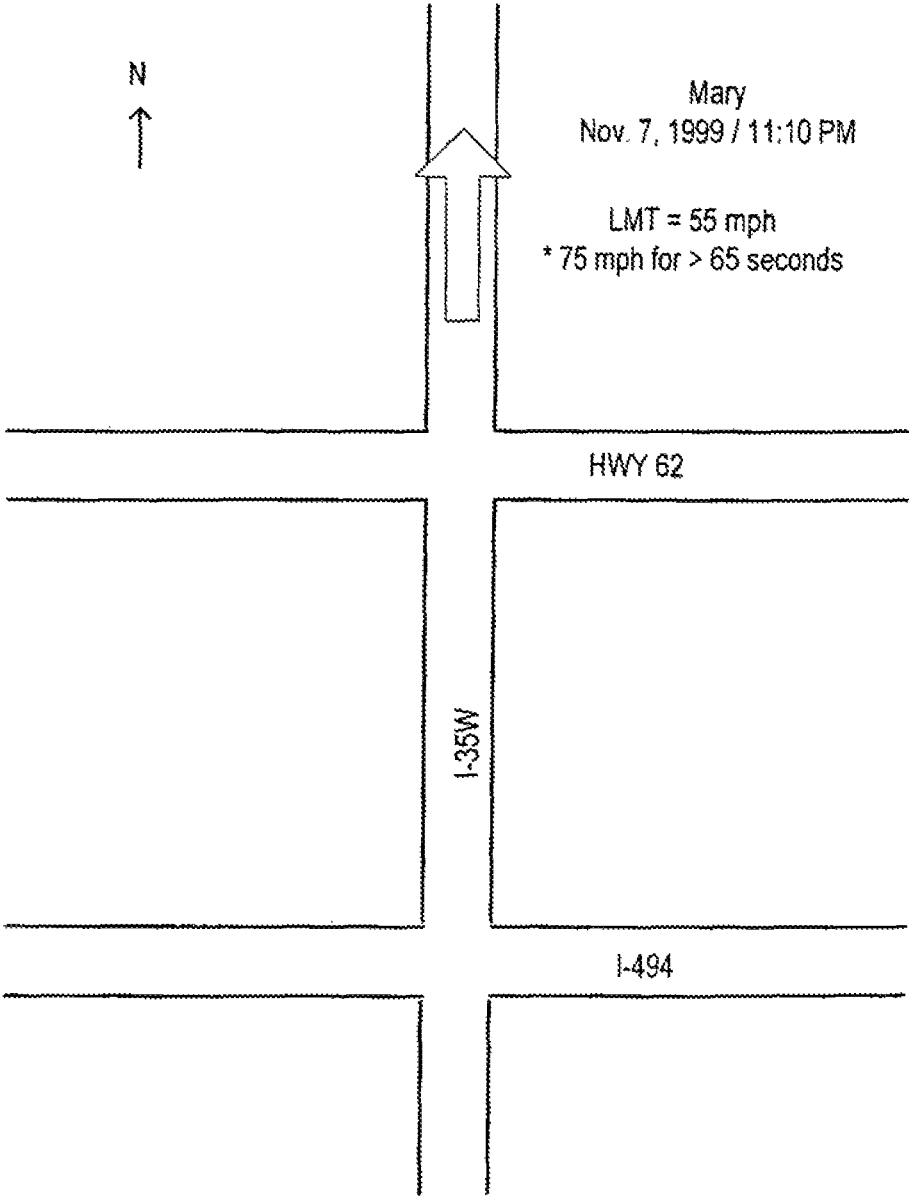 N
Mary
Nov. 7, 1999 / 11:10 PM
LMT = 55 mph
* 75 mph for > 65 seconds
HWY 62
I-35W
I-494